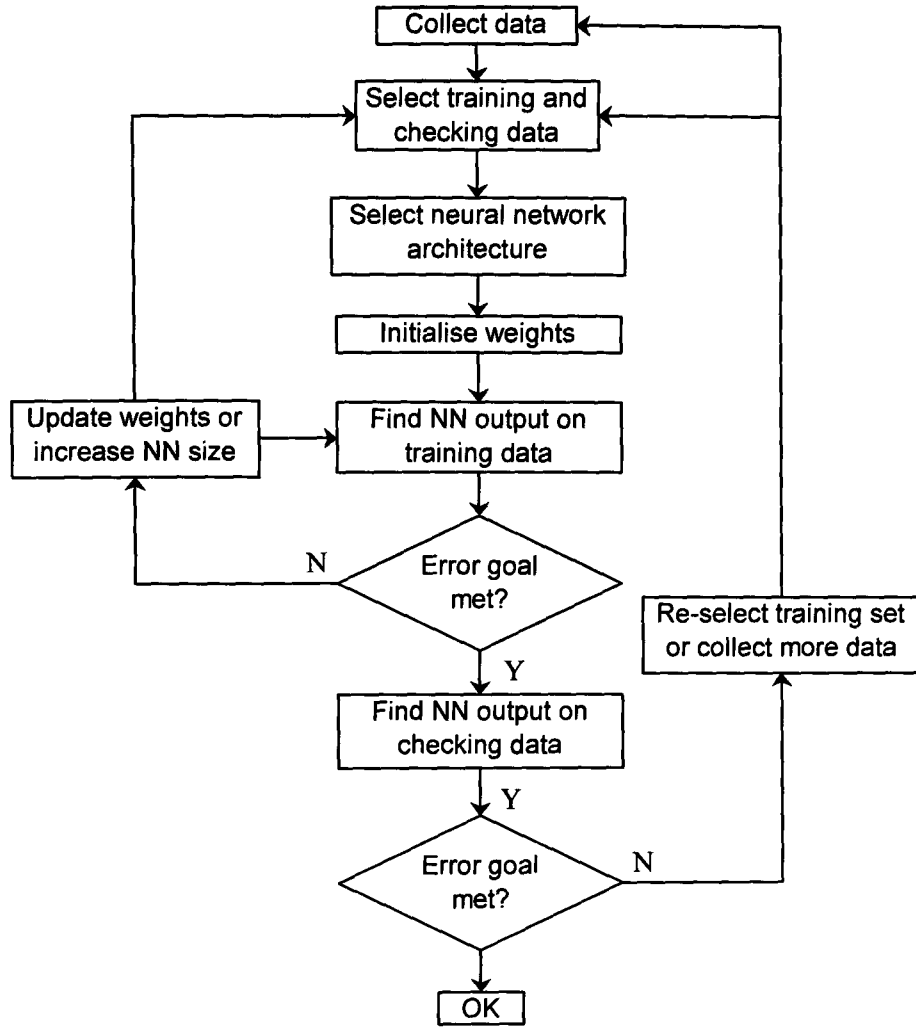 Collect data
Select training and
checking data
Select neural network
architecture
Initialise weights
Update weights or
increase NN size
Find NN output on
training data
N
Error goal
met?
Re-select training set
or collect more data
Y
Find NN output on
checking data
Y
Error goal
met?
N
OK